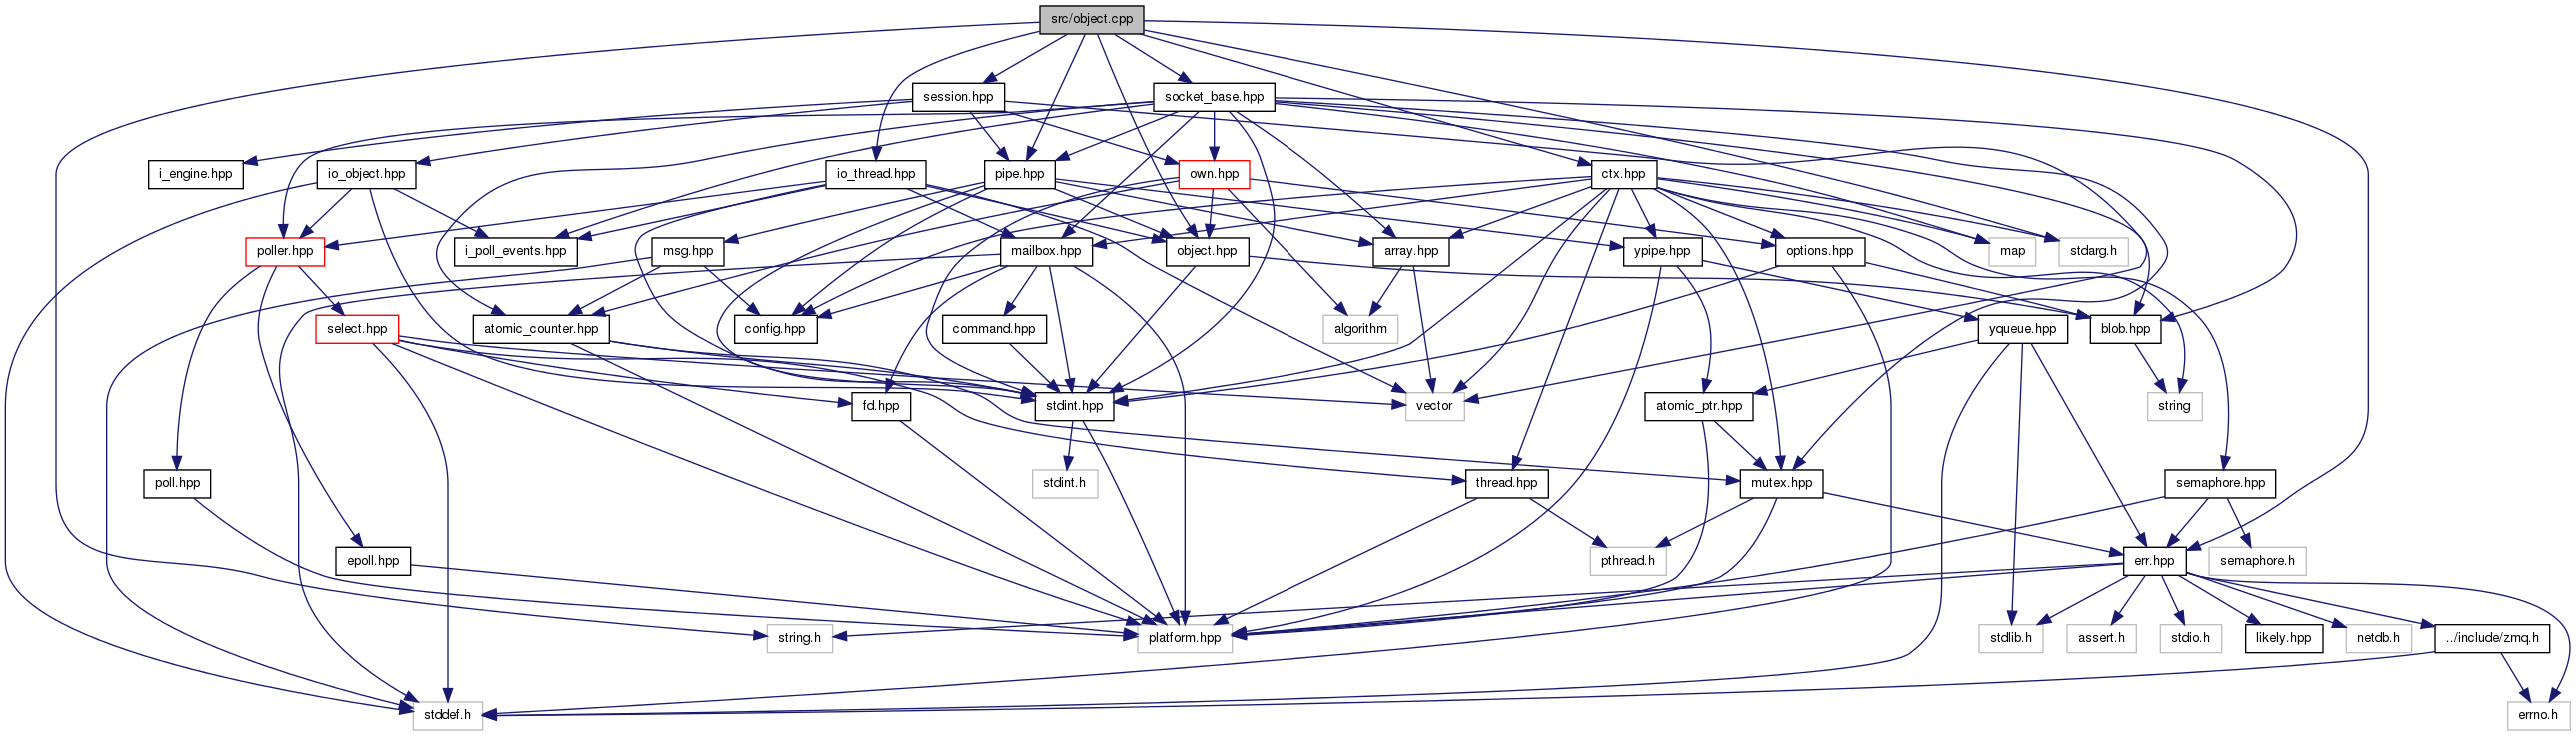 src/object.cpp
session.hpp
socket_base.hpp
i_engine.hpp
io_object.hpp
io_thread.hpp
pipe.hpp
own.hpp
ctx.hpp
poller.hpp
i_poll_events.hpp
msg.hpp
mailbox.hpp
object.hpp
array.hpp
ypipe.hpp
options.hpp
map
stdarg.h
select.hpp
atomic_counter.hpp
config.hpp
command.hpp
algorithm
yqueue.hpp
blob.hpp
fd.hpp
stdint.hpp
vector
atomic_ptr.hpp
string
poll.hpp
stdint.h
thread.hpp
mutex.hpp
semaphore.hpp
epoll.hpp
pthread.h
err.hpp
semaphore.h
string.h
platform.hpp
stdlib.h
assert.h
stdio.h
likely.hpp
netdb.h
../include/zmq.h
stddef.h
errno.h